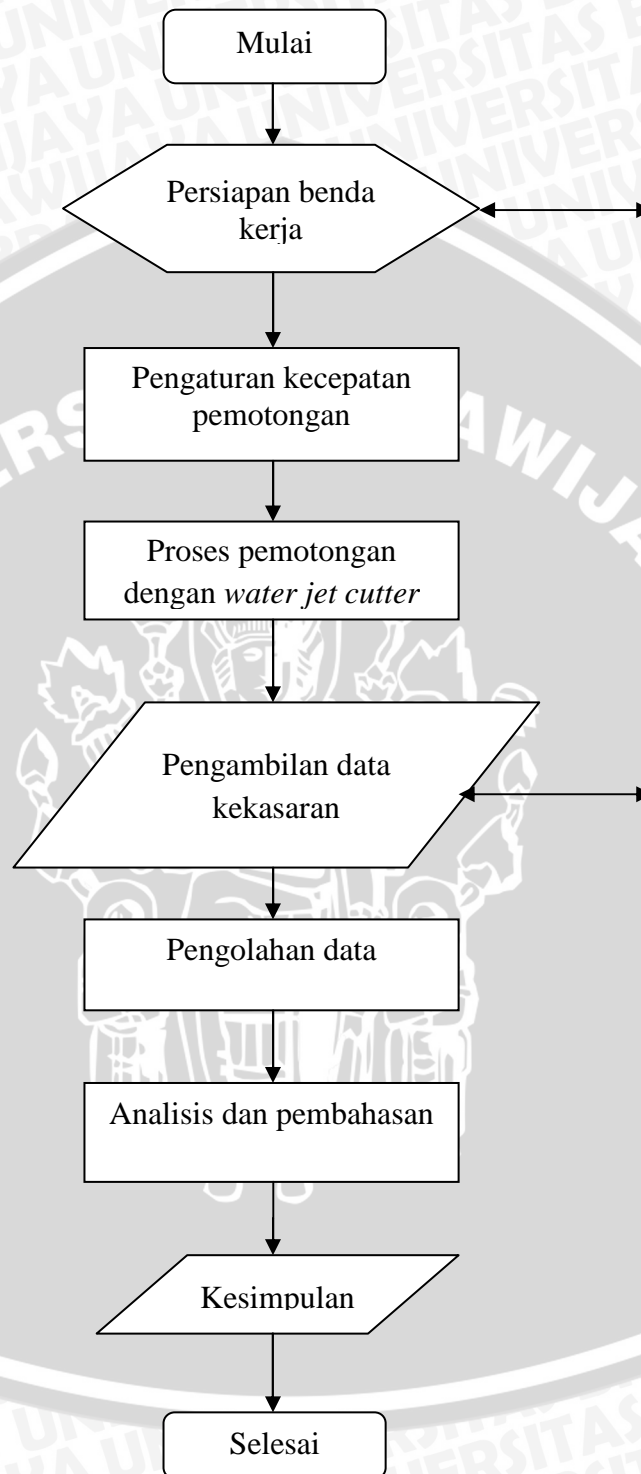 Mulai
Persiapan benda
kerja
Pengaturan kecepatan
pemotongan
Proses pemotongan
dengan water jet cutter
Pengambilan data
kekasaran
Pengolahan data
Analisis dan pembahasan
Kesimpulan
Selesai